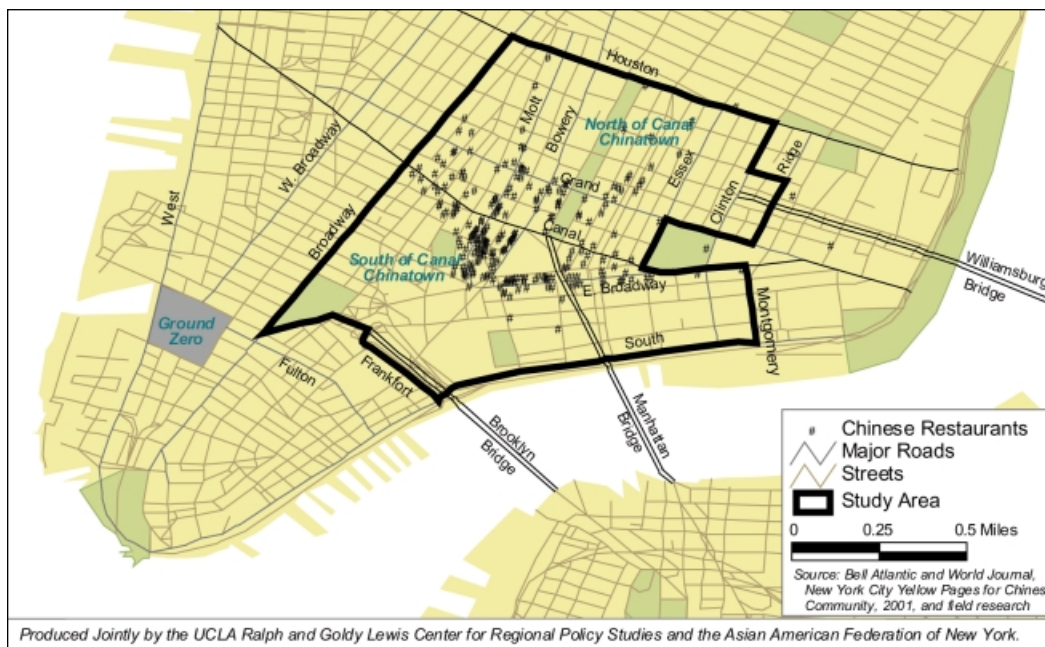 Houston
Mott
Bowery
North of Canal
Chinatown
W. Broadway
Essex
Ridge
Grand
Clinton
West
Broadway
Canal
South of Canal
Chinatown
E. Broadway
Williamsburg
Bridge
Ground
Zero
Montgomery
South
Fulton
Frankfort
Manhattan
Bridge
Brooklyn
Bridge
# Chinese Restaurants
Major Roads
Streets
Study Area
0 0.25 0.5 Miles
Source: Bell Atlantic and World Journal,
New York City Yellow Pages for Chines
Community, 2001, and field research
Produced Jointly by the UCLA Ralph and Goldy Lewis Center for Regional Policy Studies and the Asian American Federation of New York.